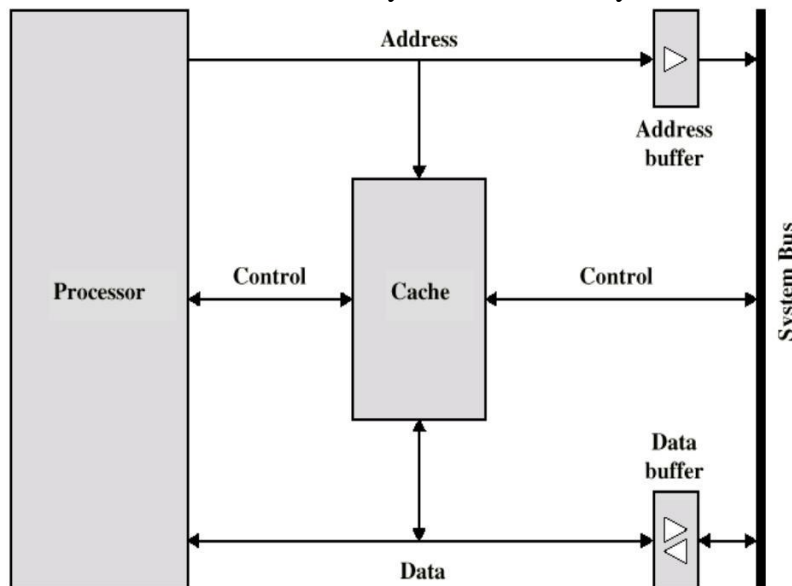 Address
Address
buffer
Control
Control
Processor
Cache
System Bus
Data
buffer
Data